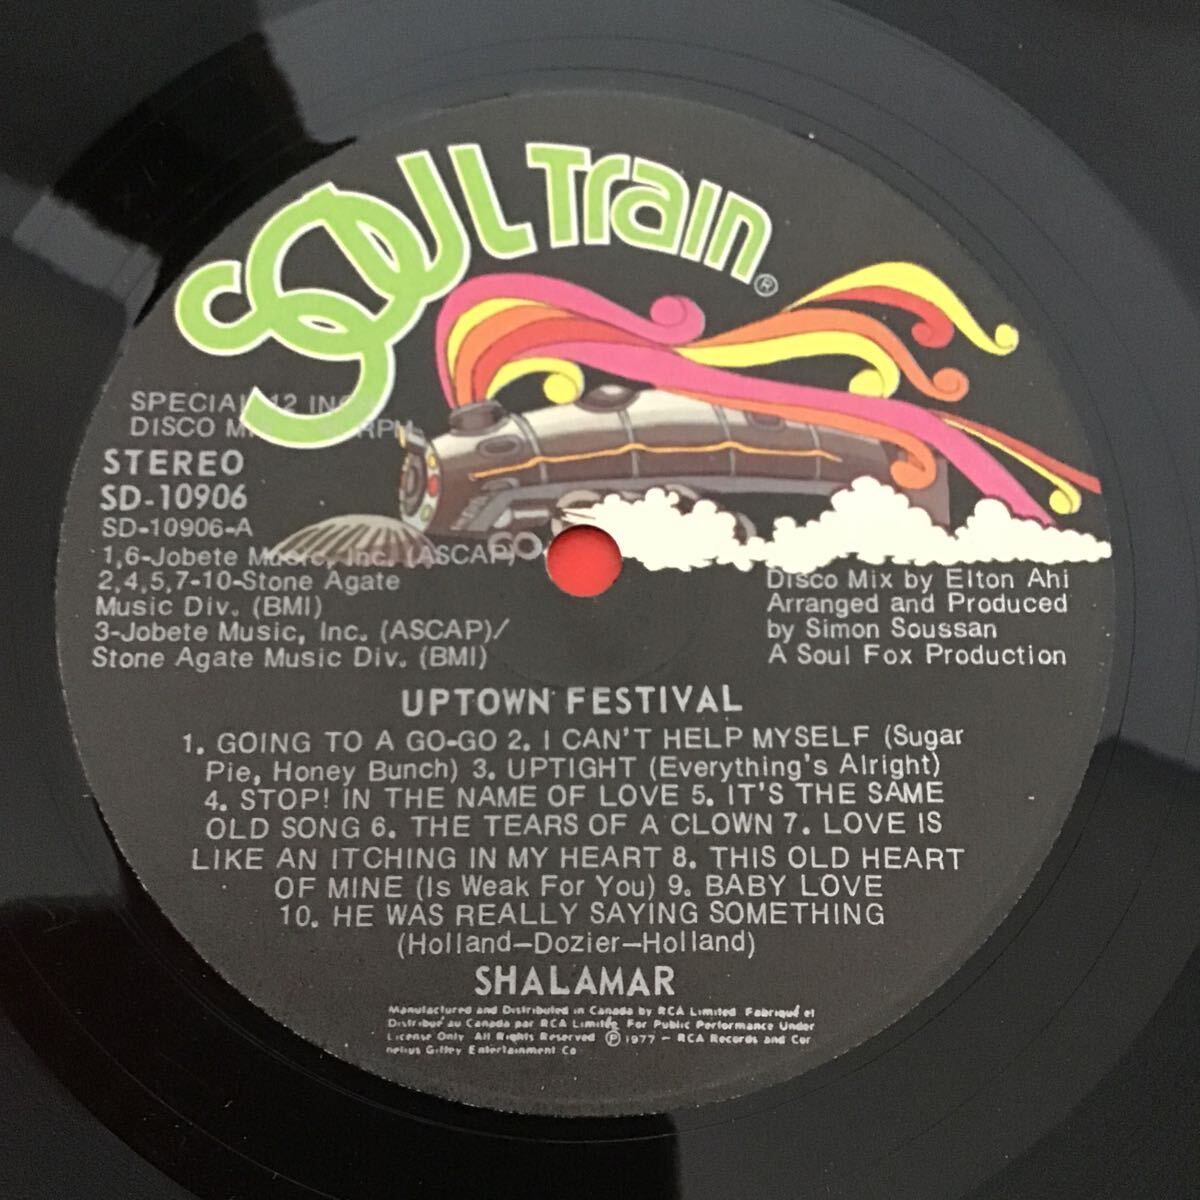 SOUL TraIn®
SPECIAL 12 INC
DISCO MIX RPM
STEREO
SD-10906
SD-10906-A
1,6-Jobete Music, Inc. (ASCAP)
2,4,5,7-10-Stone Agate
Music Div. (BMI)
3-Jobete Music, Inc. (ASCAP)/
Stone Agate Music Div. (BMI)
Disco Mix by Elton Ahi
Arranged and Produced
by Simon Soussan
A Soul Fox Production
UPTOWN FESTIVAL
1. GOING TO A GO-GO 2. I CAN'T HELP MYSELF (Sugar
Pie, Honey Bunch) 3. UPTIGHT (Everything's Alright)
4. STOP! IN THE NAME OF LOVE 5. IT'S THE SAME
OLD SONG 6. THE TEARS OF A CLOWN 7. LOVE IS
LIKE AN ITCHING IN MY HEART 8. THIS OLD HEART
OF MINE (Is Weak For You) 9. BABY LOVE
10. HE WAS REALLY SAYING SOMETHING
(Holland-Dozier-Holland)
SHALAMAR
Manufactured and Distributed in Canada by RCA Limited Fabriqué et
Distribué au Canada par RCA Limitée. For Public Performance Under
License Only All Rights Reserved ℗ 1977 - RCA Records and Cor
nelius Giffey Entertainment Co